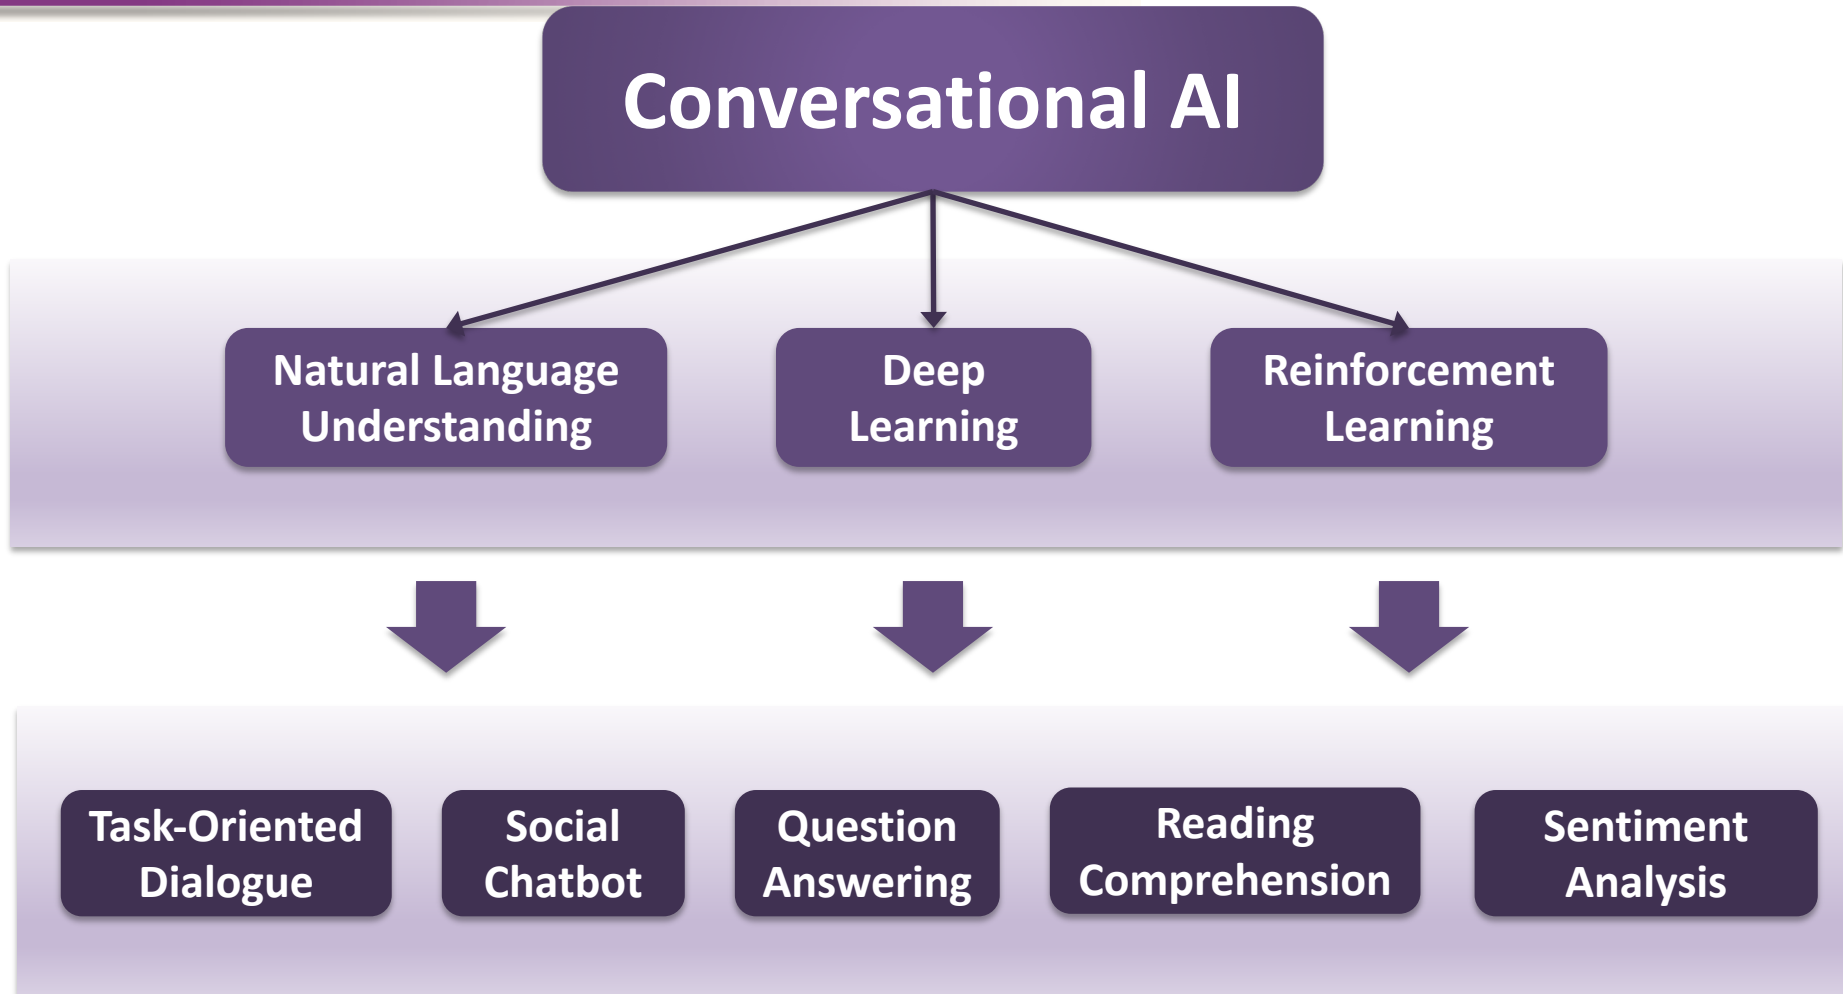 Conversational AI
Natural Language
Understanding
Deep
Learning
Reinforcement
Learning
Task-Oriented
Dialogue
Social
Chatbot
Question
Answering
Reading
Comprehension
Sentiment
Analysis